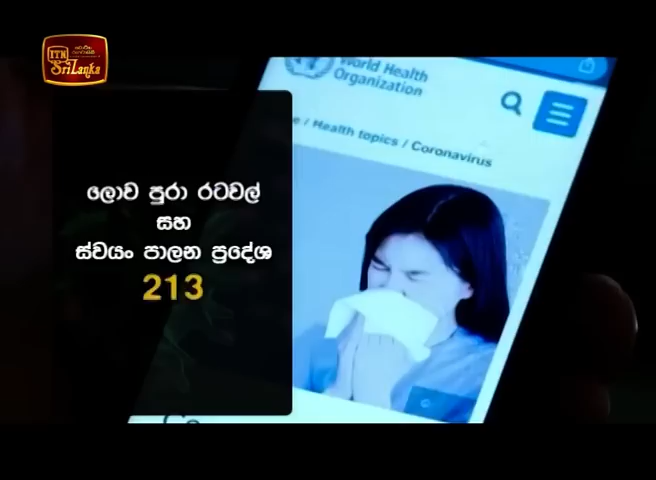 ITN
SriLanka
World Health
Organization
/ Health topics / Coronavirus
ලොව පුරා රටවල්
සහ
ස්වයං පාලන ප්‍රදේශ
213